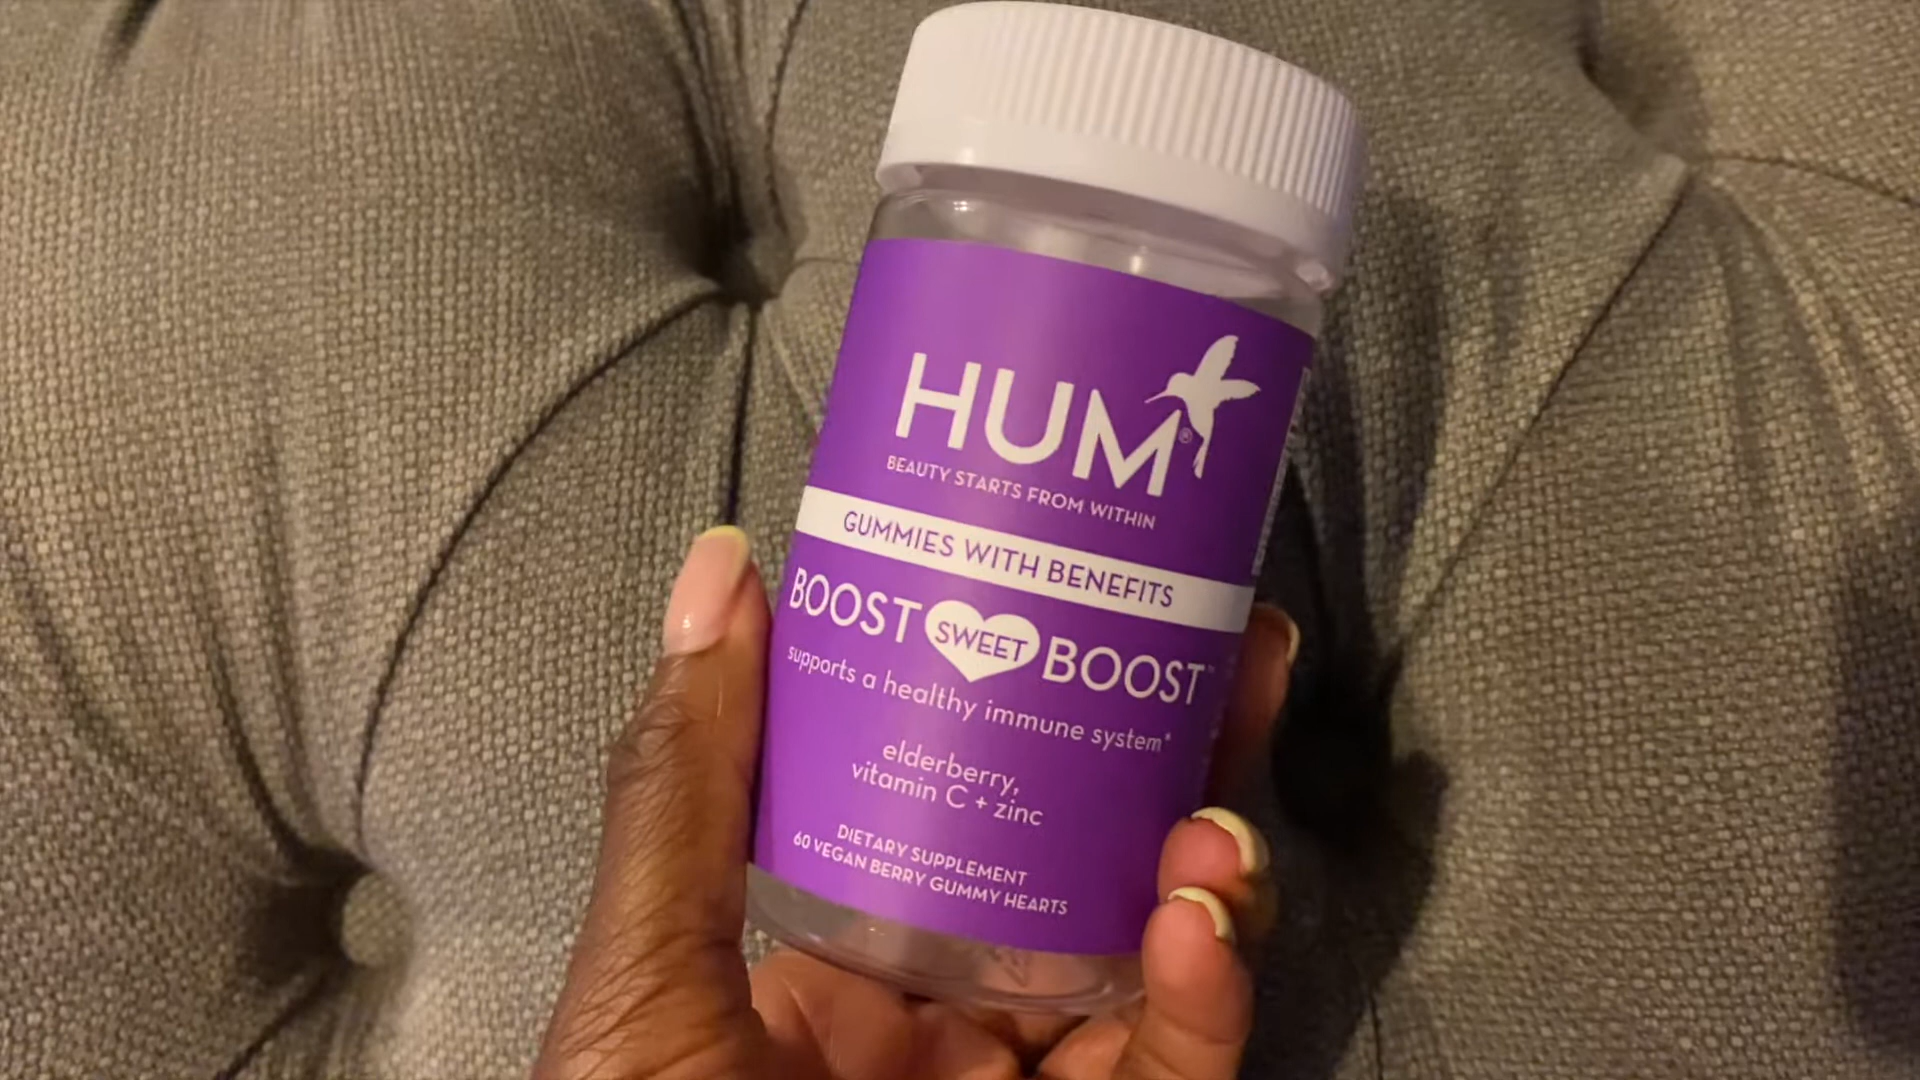 HUM®
BEAUTY STARTS FROM WITHIN
GUMMIES WITH BENEFITS
BOOST SWEET BOOST™
supports a healthy immune system*
elderberry,
vitamin C + zinc
DIETARY SUPPLEMENT
60 VEGAN BERRY GUMMY HEARTS